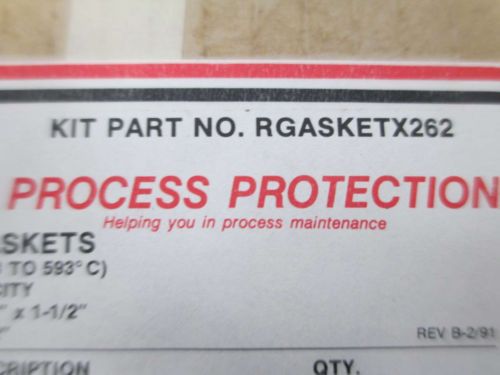 KIT PART NO. RGASKETX262
PROCESS PROTECTION
Helping you in process maintenance
ASKETS
TO 593°C)
CITY
" x 1-1/2"
REV B-2/91
CRIPTION QTY.